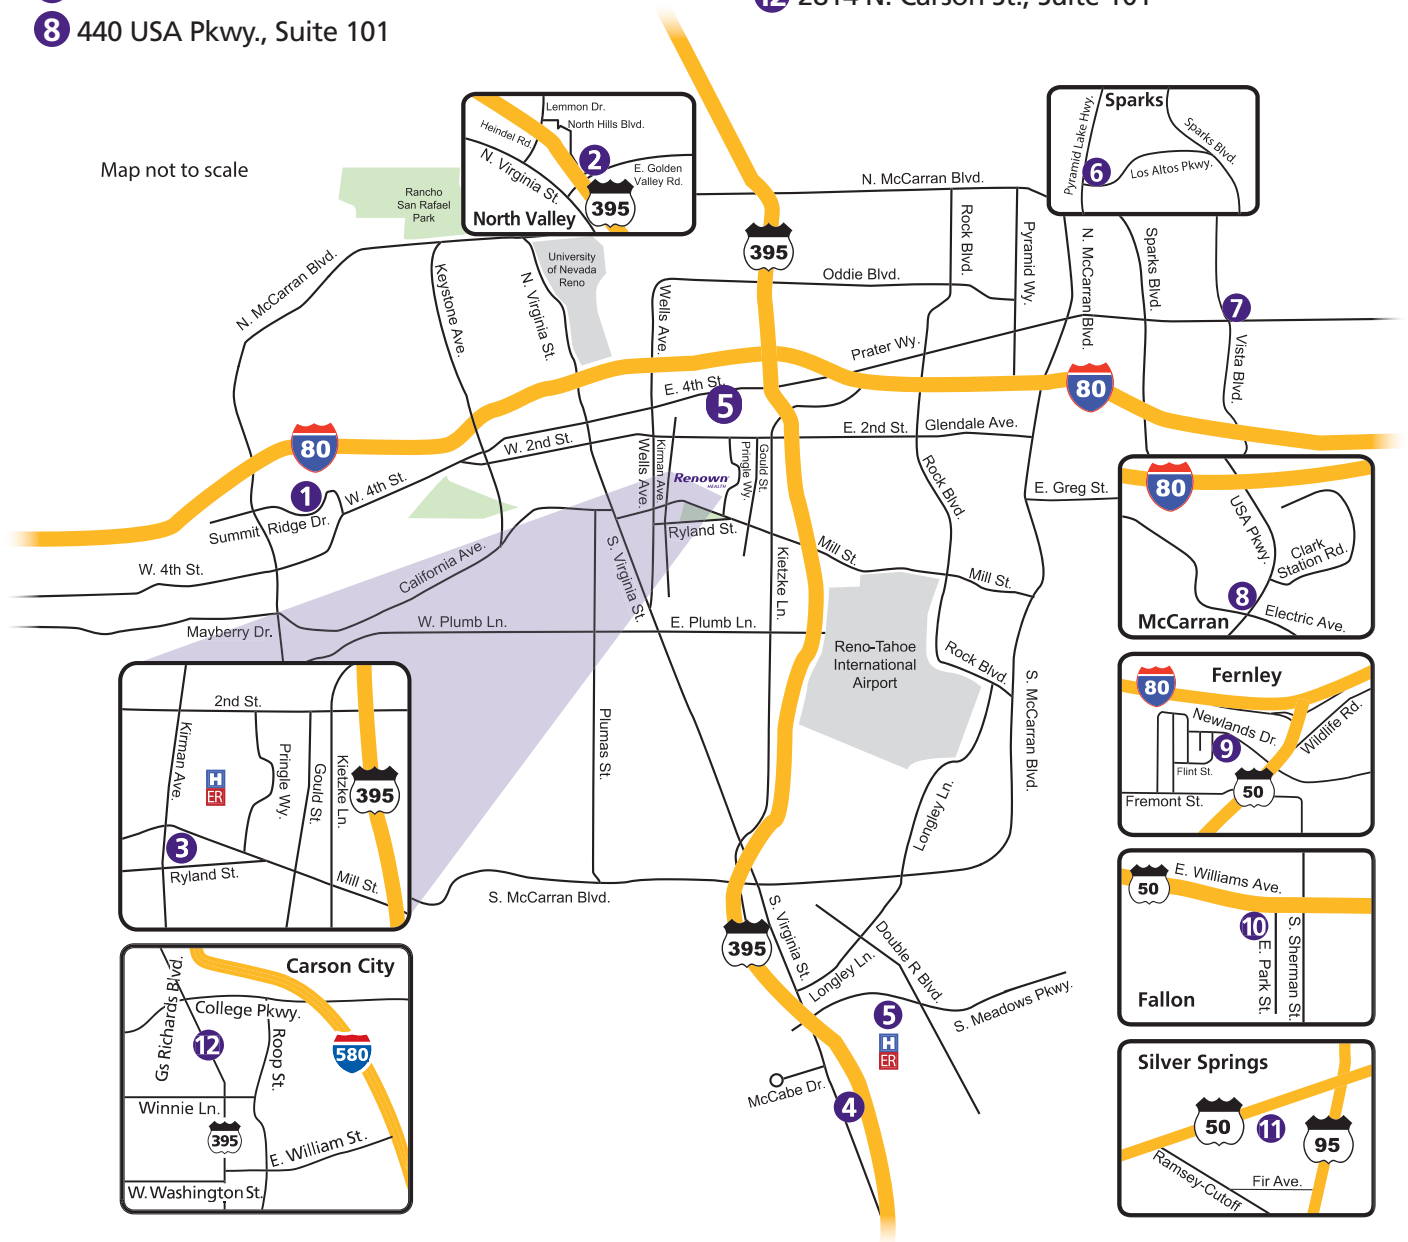 8 440 USA Pkwy., Suite 101
12 2814 N. Carson St., Suite 101
Map not to scale
Rancho
San Rafael
Park
Lemmon Dr.
North Hills Blvd.
Heindel Rd.
2
N. Virginia St.
E. Golden
Valley Rd.
395
North Valley
Sparks
Pyramid Lake Hwy.
Sparks Blvd.
6
Los Altos Pkwy.
N. McCarran Blvd.
395
N. McCarran Blvd.
Keystone Ave.
N. Virginia St.
University
of Nevada
Reno
Wells Ave.
Oddie Blvd.
Rock Blvd.
Pyramid Wy.
N. McCarran Blvd.
Sparks Blvd.
7
Vista Blvd.
Prater Wy.
E. 4th St.
5
80
80
E. 2nd St.
Glendale Ave.
W. 2nd St.
1
W. 4th St.
Summit Ridge Dr.
W. 4th St.
Wells Ave.
Kirman Ave.
Renown
HEALTH
Pringle Wy.
Gould St.
Ryland St.
Rock Blvd.
E. Greg St.
Mill St.
Mill St.
California Ave.
S. Virginia St.
Kietzke Ln.
Mayberry Dr.
W. Plumb Ln.
E. Plumb Ln.
Reno-Tahoe
International
Airport
Rock Blvd.
S. McCarran Blvd.
Plumas St.
Longley Ln.
S. McCarran Blvd.
395
S. Virginia St.
Longley Ln.
Double R Blvd.
S. Meadows Pkwy.
5
H
ER
McCabe Dr.
4
80
USA Pkwy.
Clark
Station Rd.
8
Electric Ave.
McCarran
80
Fernley
Newlands Dr.
Wildlife Rd.
9
Flint St.
50
Fremont St.
50
E. Williams Ave.
10
E. Park St.
S. Sherman St.
Fallon
Silver Springs
50
11
95
Ramsey-Cutoff
Fir Ave.
2nd St.
Kirman Ave.
H
ER
Pringle Wy.
Gould St.
Kietzke Ln.
395
3
Ryland St.
Mill St.
Carson City
Gs Richards Blvd.
College Pkwy.
12
Roop St.
580
Winnie Ln.
395
E. William St.
W. Washington St.